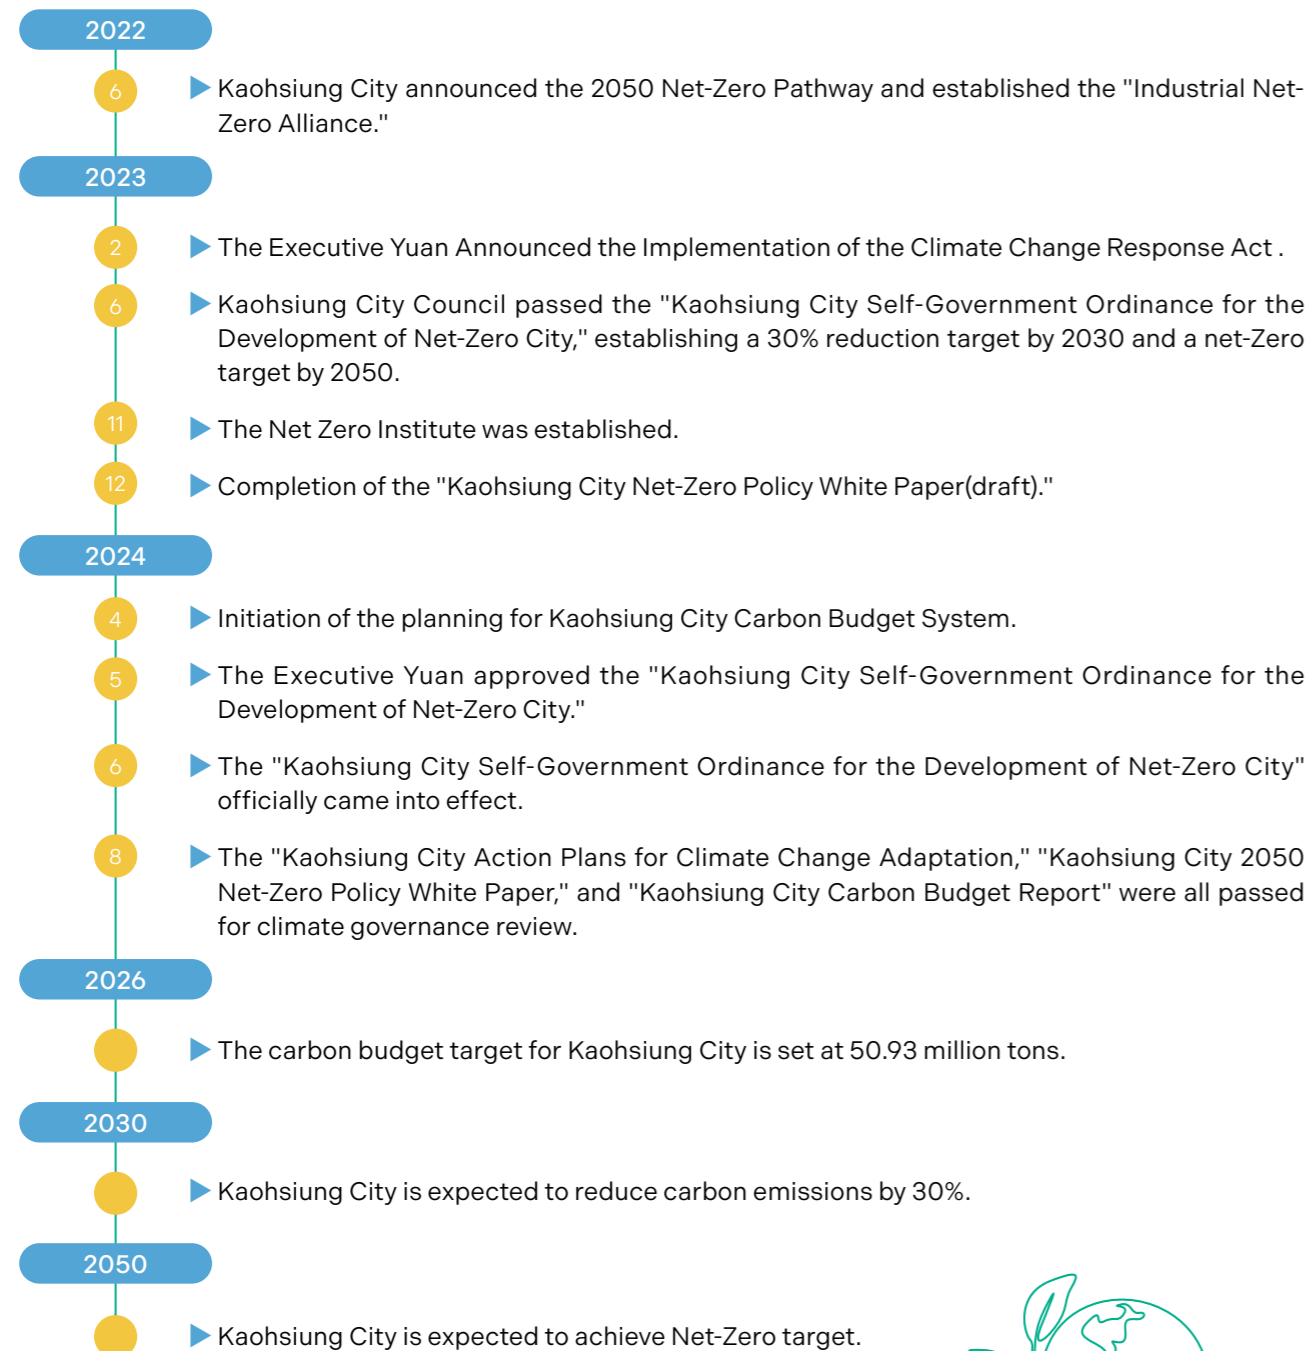 2022
6
Kaohsiung City announced the 2050 Net-Zero Pathway and established the "Industrial Net-
Zero Alliance."
2023
2
The Executive Yuan Announced the Implementation of the Climate Change Response Act .
6
Kaohsiung City Council passed the "Kaohsiung City Self-Government Ordinance for the
Development of Net-Zero City," establishing a 30% reduction target by 2030 and a net-Zero
target by 2050.
11
The Net Zero Institute was established.
12
Completion of the "Kaohsiung City Net-Zero Policy White Paper(draft)."
2024
4
Initiation of the planning for Kaohsiung City Carbon Budget System.
5
The Executive Yuan approved the "Kaohsiung City Self-Government Ordinance for the
Development of Net-Zero City."
6
The "Kaohsiung City Self-Government Ordinance for the Development of Net-Zero City"
officially came into effect.
8
The "Kaohsiung City Action Plans for Climate Change Adaptation," "Kaohsiung City 2050
Net-Zero Policy White Paper," and "Kaohsiung City Carbon Budget Report" were all passed
for climate governance review.
2026
The carbon budget target for Kaohsiung City is set at 50.93 million tons.
2030
Kaohsiung City is expected to reduce carbon emissions by 30%.
2050
Kaohsiung City is expected to achieve Net-Zero target.